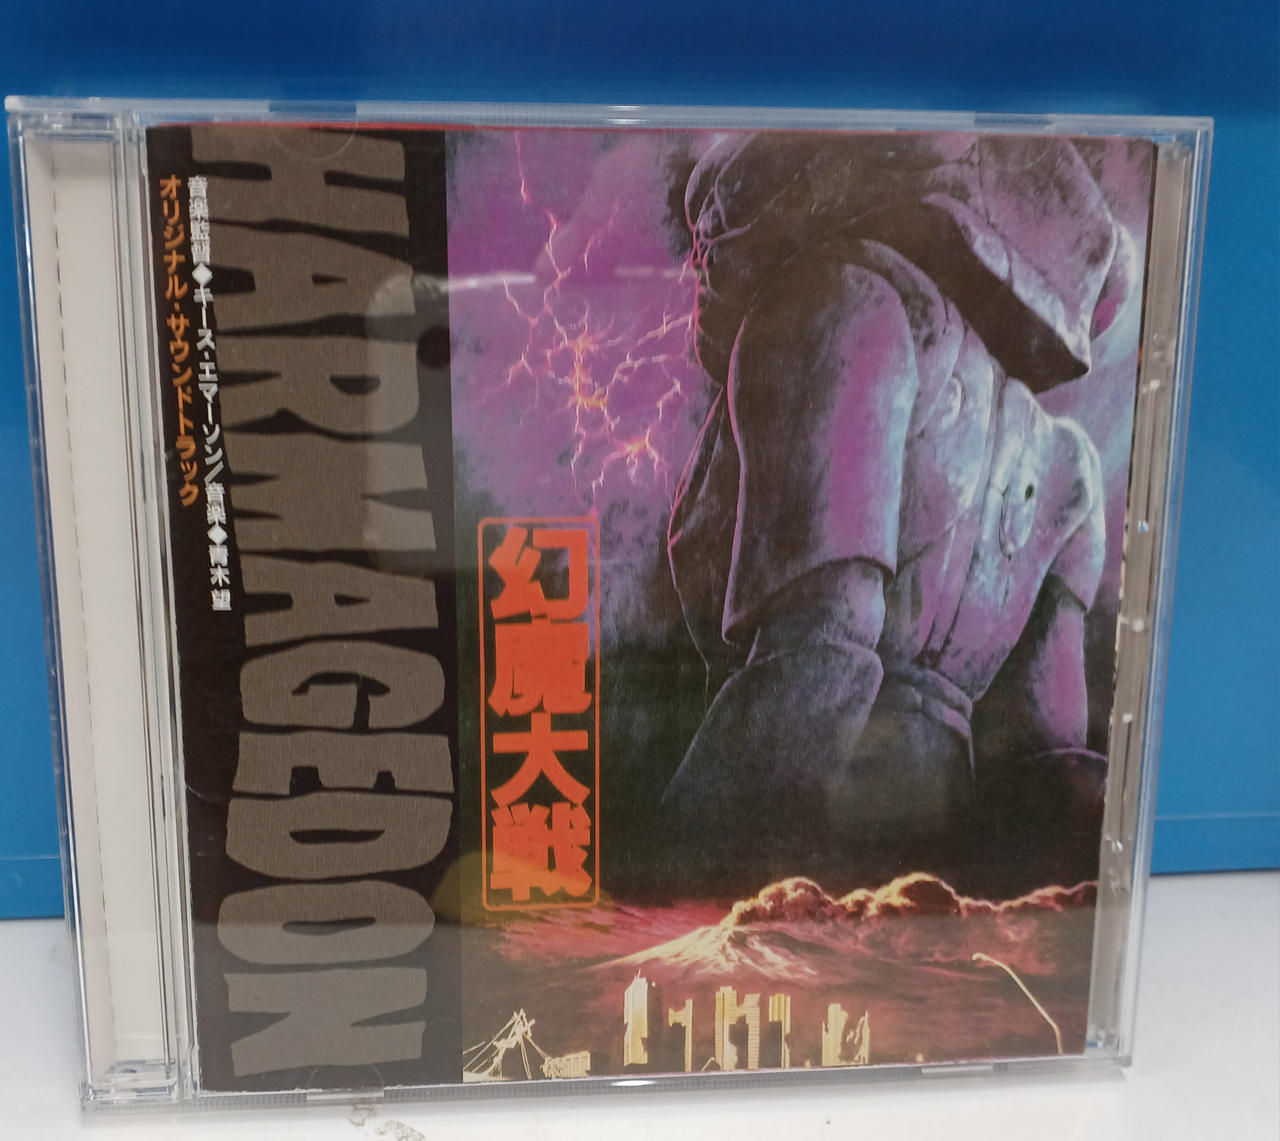 オリジナル・サウンドトラック
音楽監督◆キース・エマーソン/音楽◆青木 望
HARMAGEDON
幻魔大戦